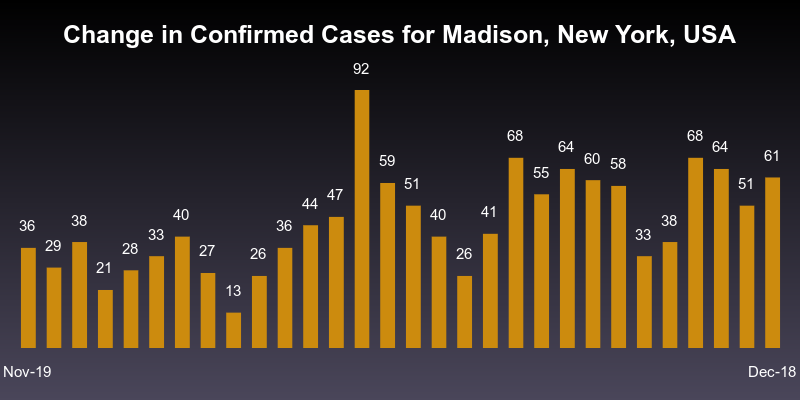 Change in Confirmed Cases for Madison, New York, USA
36 29 38 21 28 33 40 27 13 26 36 44 47 92 59 51 40 26 41 68 55 64 60 58 33 38 68 64 51 61
Nov-19 Dec-18